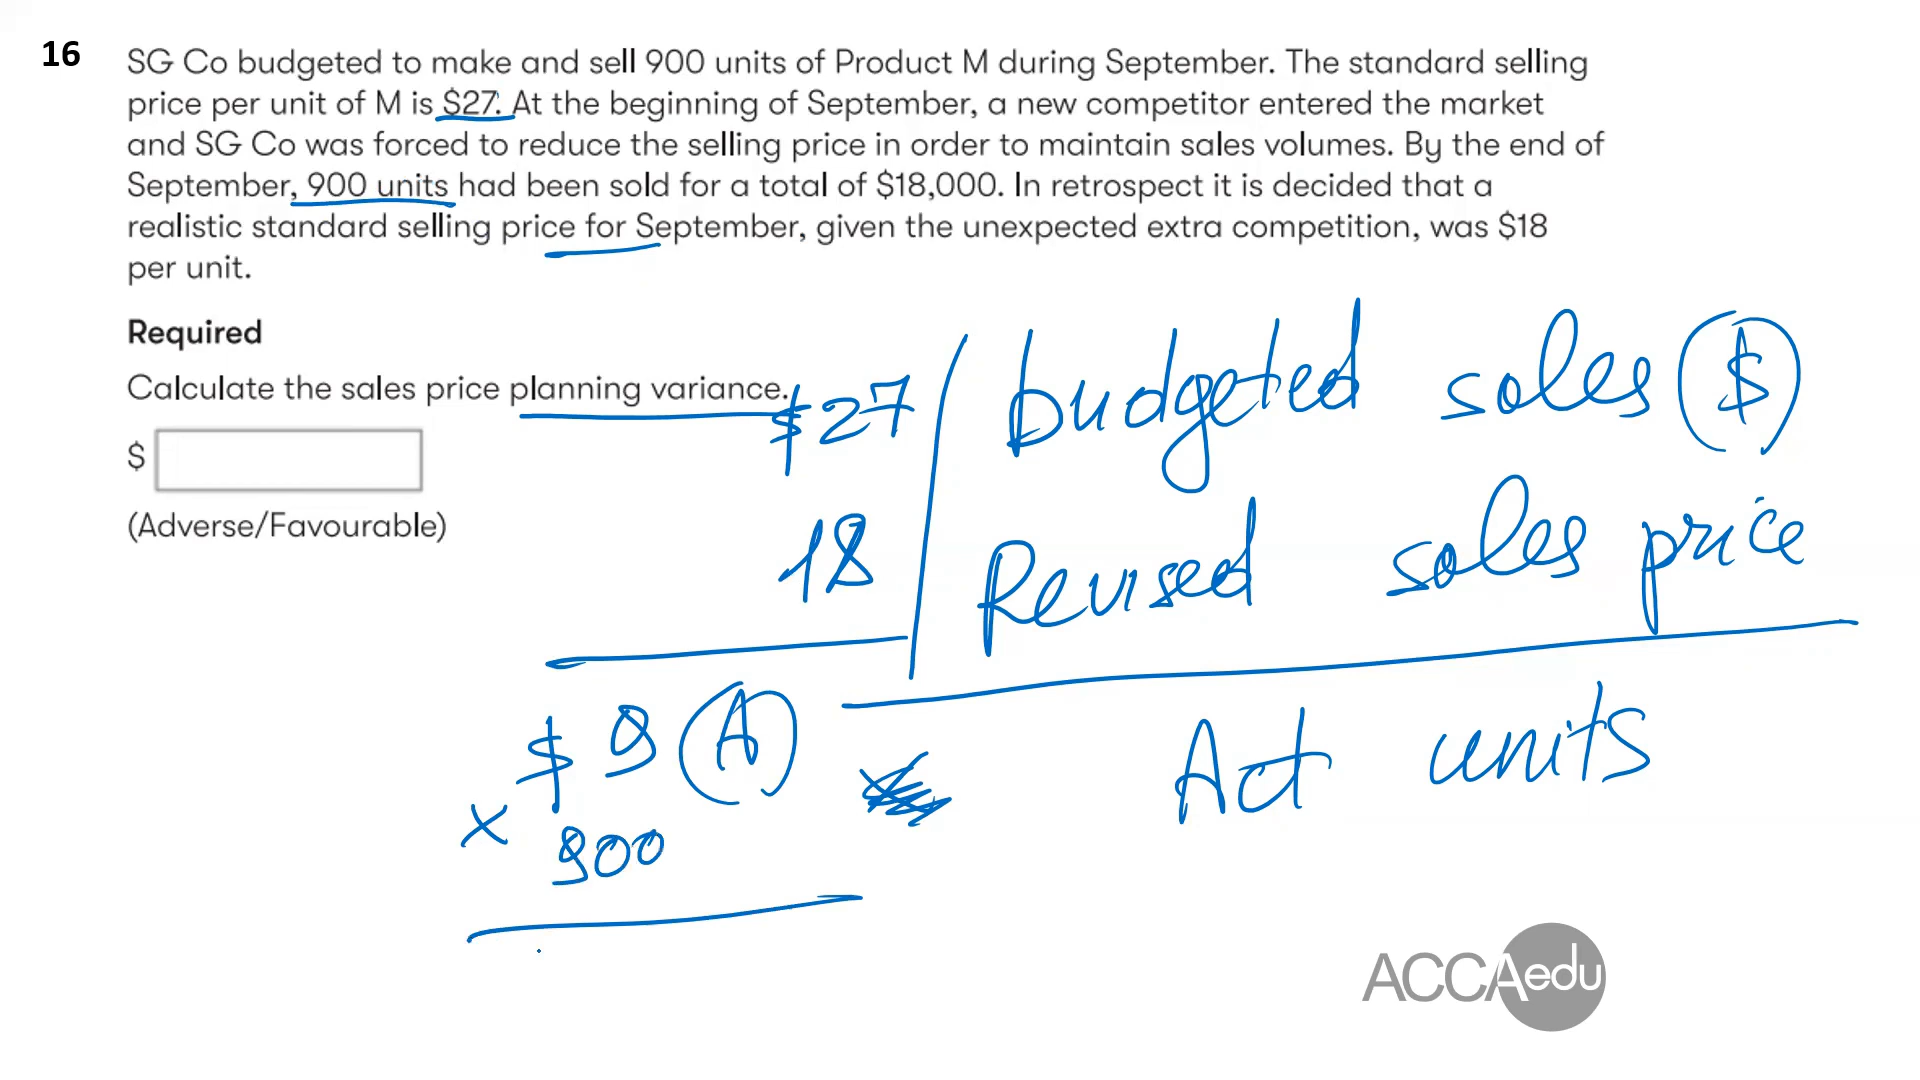 16
SG Co budgeted to make and sell 900 units of Product M during September. The standard selling
price per unit of M is $27. At the beginning of September, a new competitor entered the market
and SG Co was forced to reduce the selling price in order to maintain sales volumes. By the end of
September, 900 units had been sold for a total of $18,000. In retrospect it is decided that a
realistic standard selling price for September, given the unexpected extra competition, was $18
per unit.
Required
Calculate the sales price planning variance.
$
(Adverse/Favourable)
$27 budgeted sales ($)
18 Revised sales price
$ 9 (A) Act units
x 900
ACCAedu